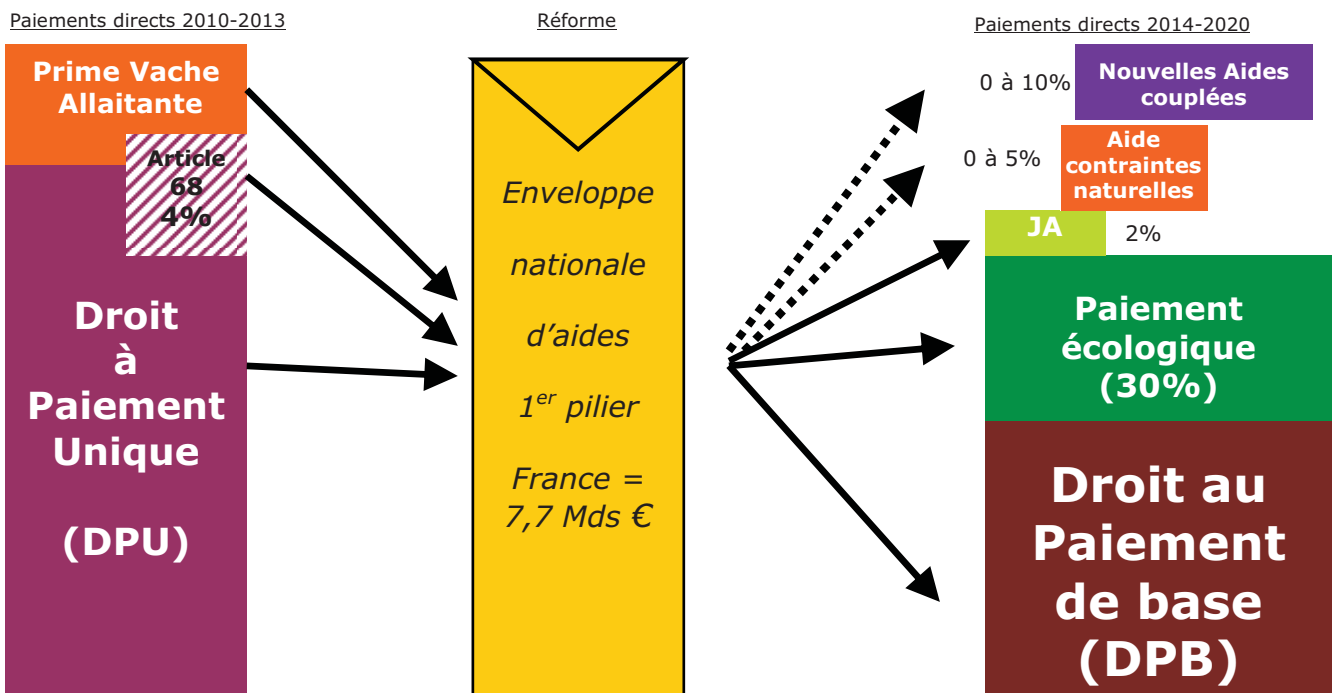 Paiements directs 2010-2013
Prime Vache
Allaitante
Article
68
4%
Droit
à
Paiement
Unique
(DPU)
Réforme
Enveloppe
nationale
d'aides
1er pilier
France =
7,7 Mds €
Paiements directs 2014-2020
0 à 10%
Nouvelles Aides
couplées
0 à 5%
Aide
contraintes
naturelles
JA
2%
Paiement
écologique
(30%)
Droit au
Paiement
de base
(DPB)